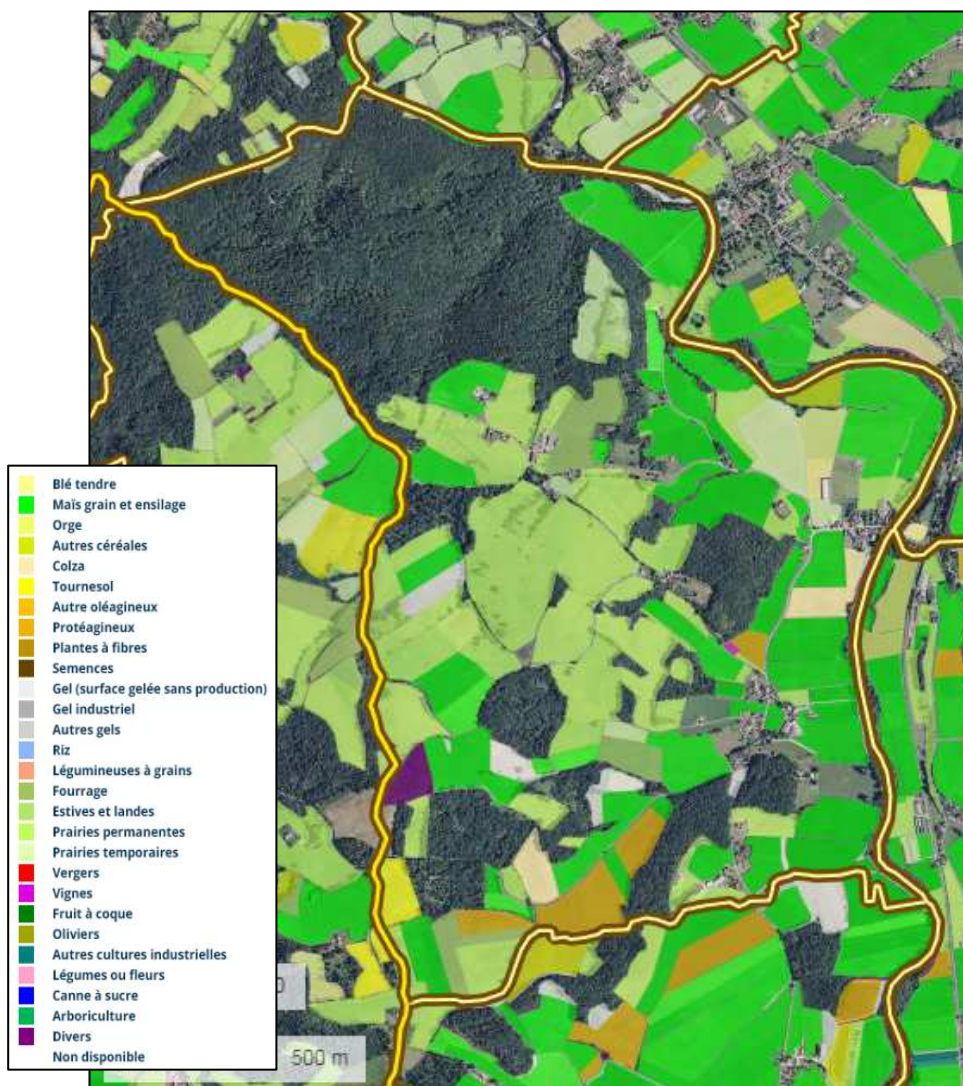 Blé tendre
Maïs grain et ensilage
Orge
Autres céréales
Colza
Tournesol
Autre oléagineux
Protéagineux
Plantes à fibres
Semences
Gel (surface gelée sans production)
Gel industriel
Autres gels
Riz
Légumineuses à grains
Fourrage
Estives et landes
Prairies permanentes
Prairies temporaires
Vergers
Vignes
Fruit à coque
Oliviers
Autres cultures industrielles
Légumes ou fleurs
Canne à sucre
Arboriculture
Divers
Non disponible
500 m